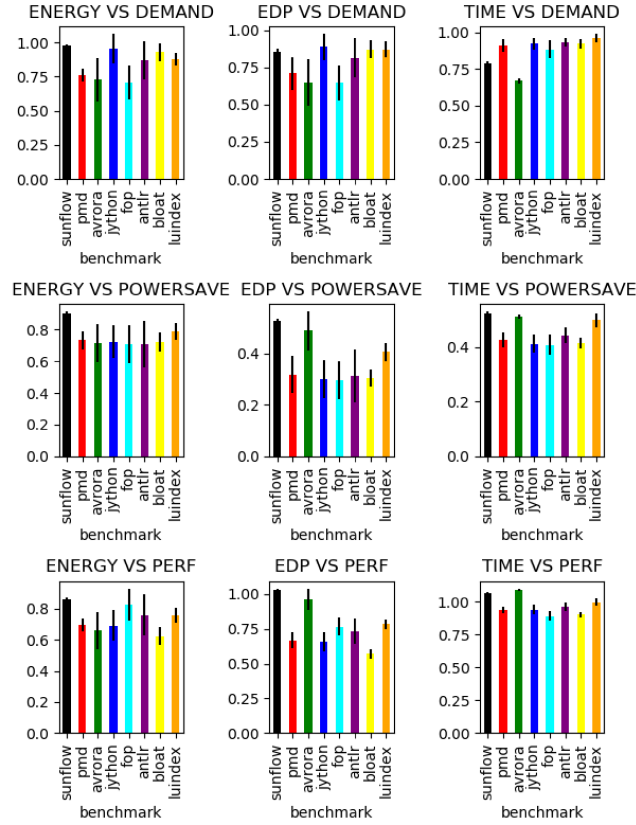 ENERGY VS DEMAND
1.00
0.75
0.50
0.25
0.00
sunflow
pmd
avrora
jython
fop
antlr
bloat
luindex
benchmark
EDP VS DEMAND
1.00
0.75
0.50
0.25
0.00
sunflow
pmd
avrora
jython
fop
antlr
bloat
luindex
benchmark
TIME VS DEMAND
1.00
0.75
0.50
0.25
0.00
sunflow
pmd
avrora
jython
fop
antlr
bloat
luindex
benchmark
ENERGY VS POWERSAVE
0.8
0.6
0.4
0.2
0.0
sunflow
pmd
avrora
jython
fop
antlr
bloat
luindex
benchmark
EDP VS POWERSAVE
0.4
0.2
0.0
sunflow
pmd
avrora
jython
fop
antlr
bloat
luindex
benchmark
TIME VS POWERSAVE
0.4
0.2
0.0
sunflow
pmd
avrora
jython
fop
antlr
bloat
luindex
benchmark
ENERGY VS PERF
0.8
0.6
0.4
0.2
0.0
sunflow
pmd
avrora
jython
fop
antlr
bloat
luindex
benchmark
EDP VS PERF
1.00
0.75
0.50
0.25
0.00
sunflow
pmd
avrora
jython
fop
antlr
bloat
luindex
benchmark
TIME VS PERF
1.00
0.75
0.50
0.25
0.00
sunflow
pmd
avrora
jython
fop
antlr
bloat
luindex
benchmark